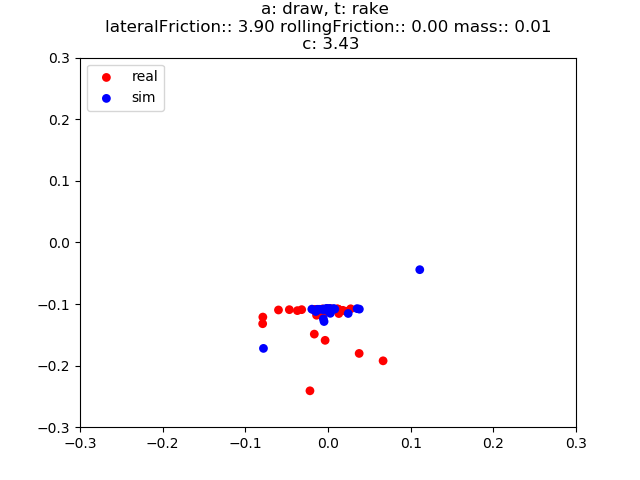 a: draw, t: rake
lateralFriction:: 3.90 rollingFriction:: 0.00 mass:: 0.01
c: 3.43
real
sim
0.3
0.2
0.1
0.0
−0.1
−0.2
−0.3
−0.3 −0.2 −0.1 0.0 0.1 0.2 0.3